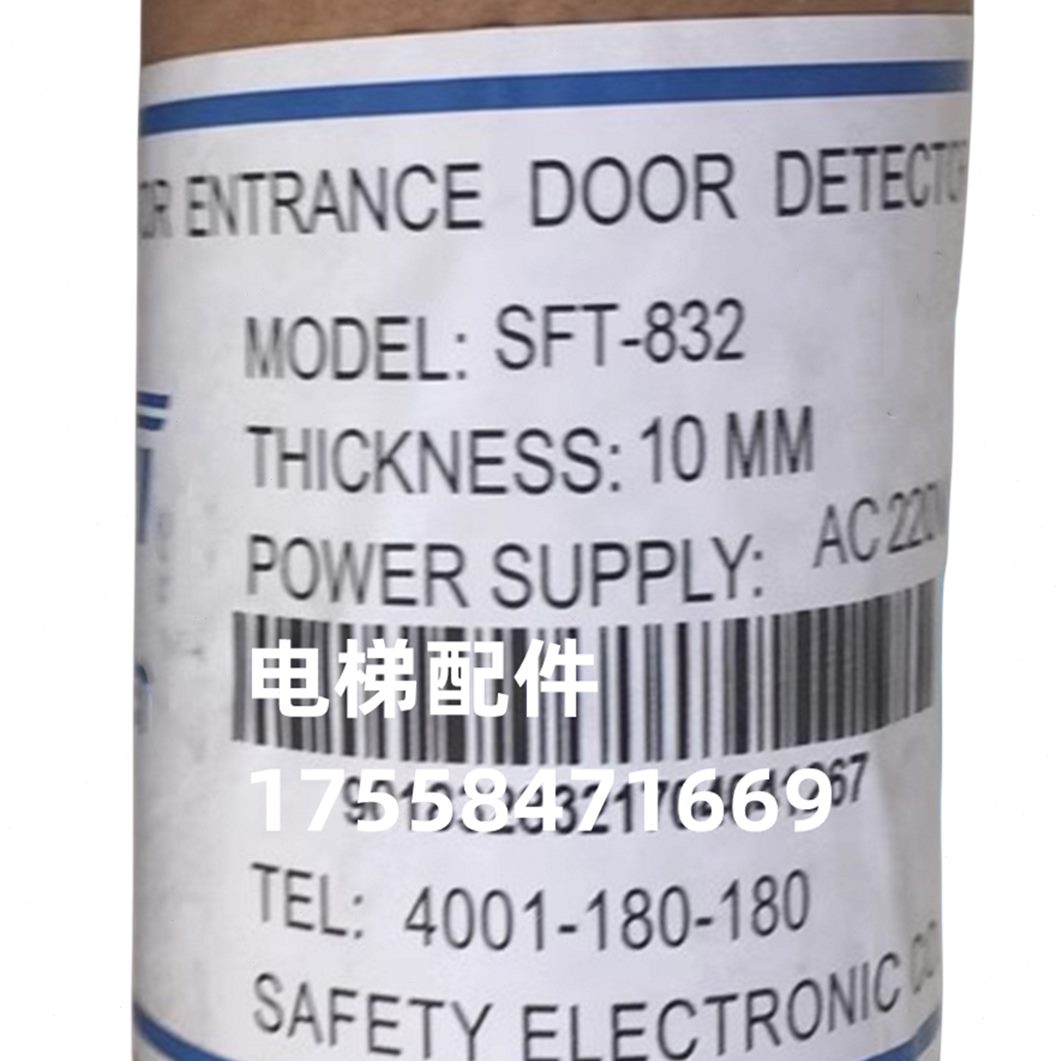 ENTRANCE DOOR
MODEL: SFT-832
THICKNESS: 10 MM
POWER SUPPLY: AC
电梯配件
17558471669
TEL: 4001-180-180
SAFETY ELECTRONIC